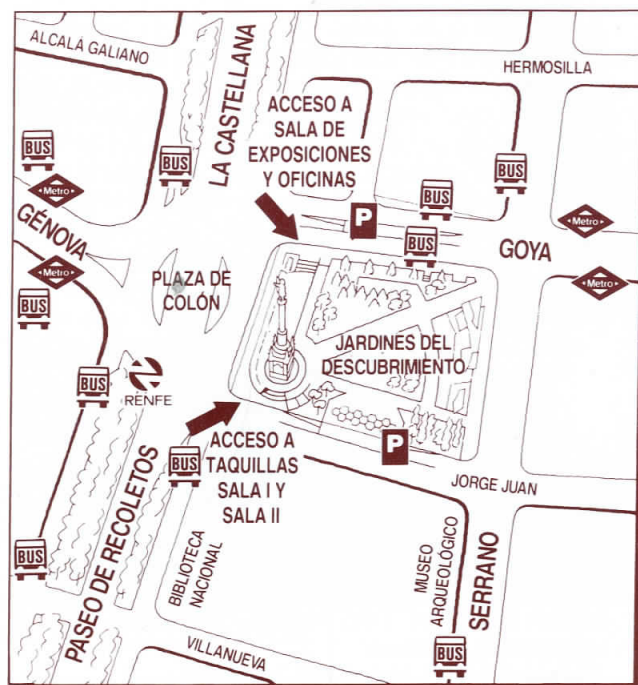 ALCALÁ GALIANO
LA CASTELLANA
HERMOSILLA
ACCESO A
SALA DE
EXPOSICIONES
Y OFICINAS
BUS
BUS
BUS
BUS
Metro
Metro
P
GÉNOVA
BUS
GOYA
Metro
Metro
PLAZA DE
COLÓN
BUS
JARDINES DEL
DESCUBRIMIENTO
BUS
RENFE
ACCESO A
TAQUILLAS
SALA I Y
SALA II
P
BUS
JORGE JUAN
PASEO DE RECOLETOS
BIBLIOTECA
NACIONAL
MUSEO
ARQUEOLÓGICO
SERRANO
BUS
VILLANUEVA
BUS